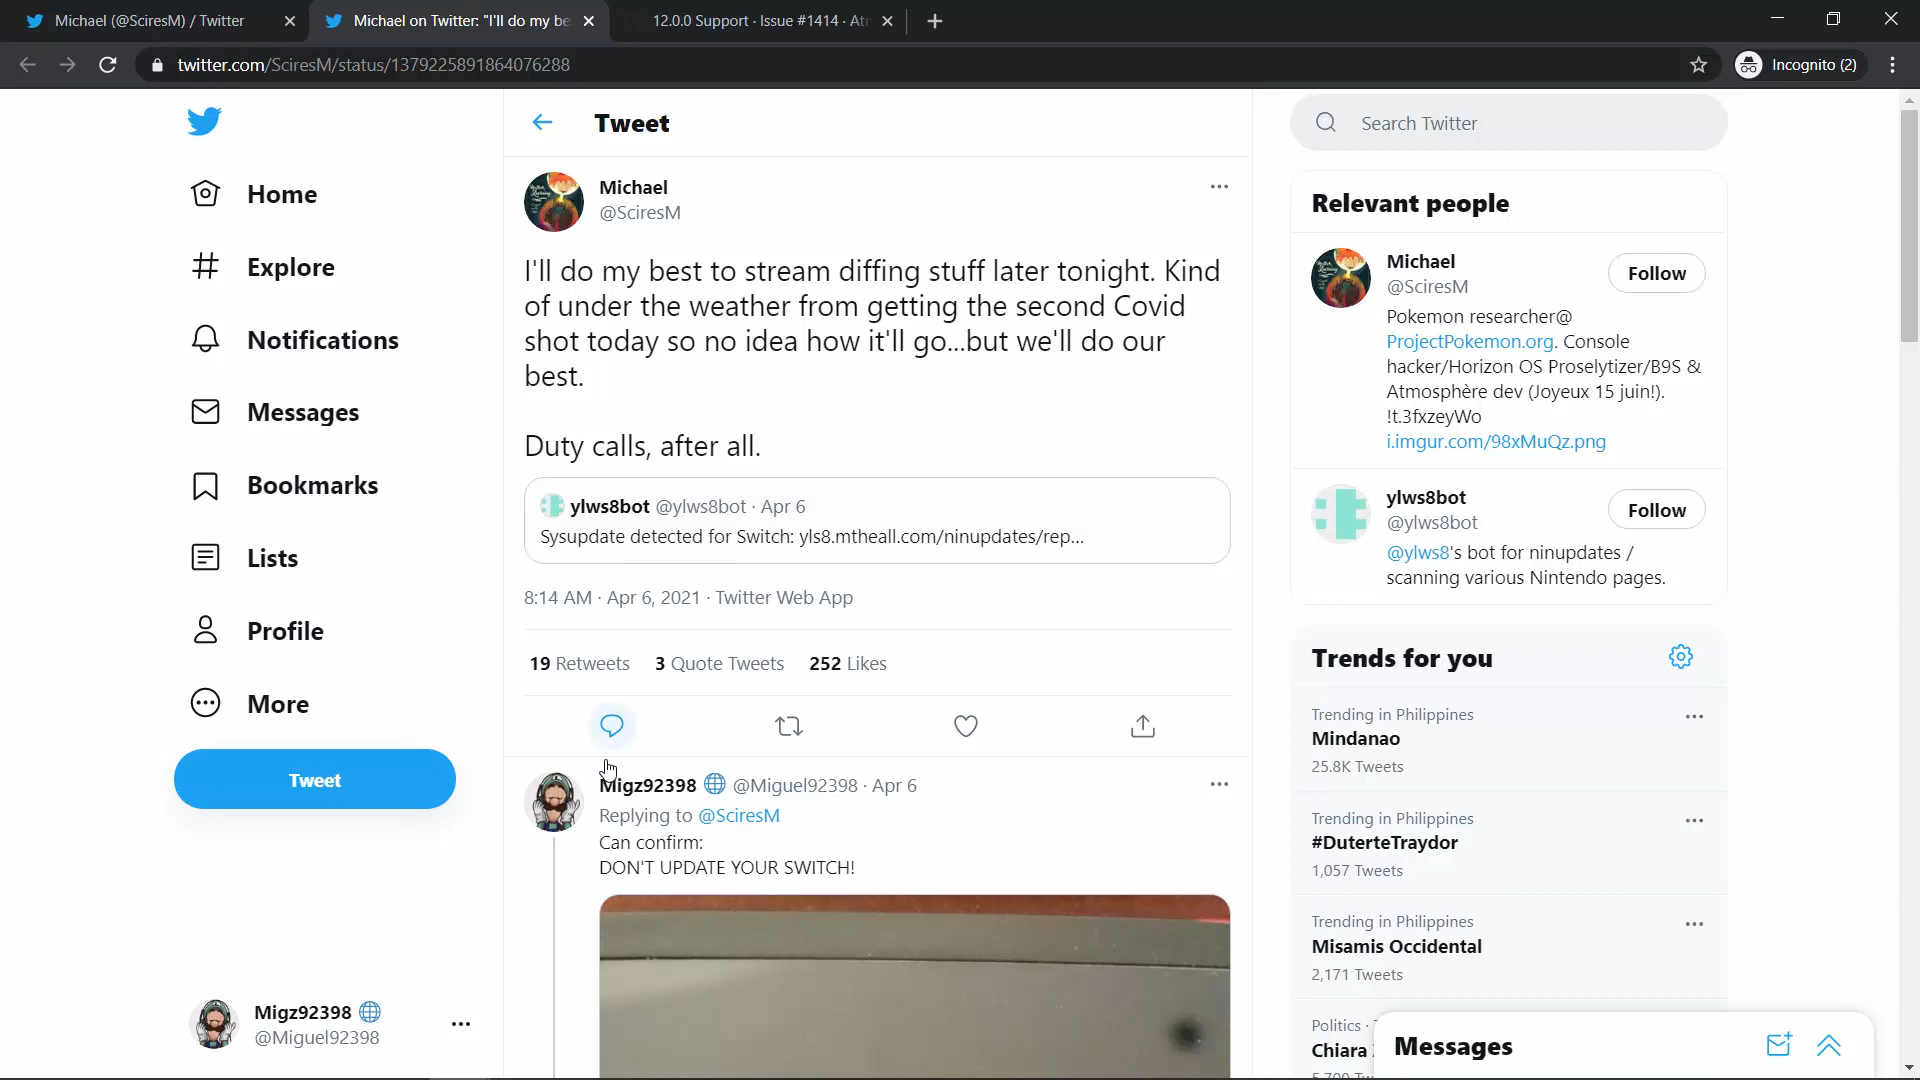 Michael (@SciresM) / Twitter
Michael on Twitter: "I'll do my be
12.0.0 Support · Issue #1414 · At
twitter.com/SciresM/status/1379225891864076288
Incognito (2)
Home
Explore
Notifications
Messages
Bookmarks
Lists
Profile
More
Tweet
Migz92398
@Miguel92398
Tweet
Michael
@SciresM
I'll do my best to stream diffing stuff later tonight. Kind
of under the weather from getting the second Covid
shot today so no idea how it'll go...but we'll do our
best.
Duty calls, after all.
ylws8bot @ylws8bot · Apr 6
Sysupdate detected for Switch: yls8.mtheall.com/ninupdates/rep...
8:14 AM · Apr 6, 2021 · Twitter Web App
19 Retweets 3 Quote Tweets 252 Likes
Migz92398 @Miguel92398 · Apr 6
Replying to @SciresM
Can confirm:
DON'T UPDATE YOUR SWITCH!
Search Twitter
Relevant people
Michael
@SciresM
Follow
Pokemon researcher@
ProjectPokemon.org. Console
hacker/Horizon OS Proselytizer/B9S &
Atmosphère dev (Joyeux 15 juin!).
!t.3fxzeyWo
i.imgur.com/98xMuQz.png
ylws8bot
@ylws8bot
Follow
@ylws8's bot for ninupdates /
scanning various Nintendo pages.
Trends for you
Trending in Philippines
Mindanao
25.8K Tweets
Trending in Philippines
#DuterteTraydor
1,057 Tweets
Trending in Philippines
Misamis Occidental
2,171 Tweets
Politics ·
Chiara
Messages